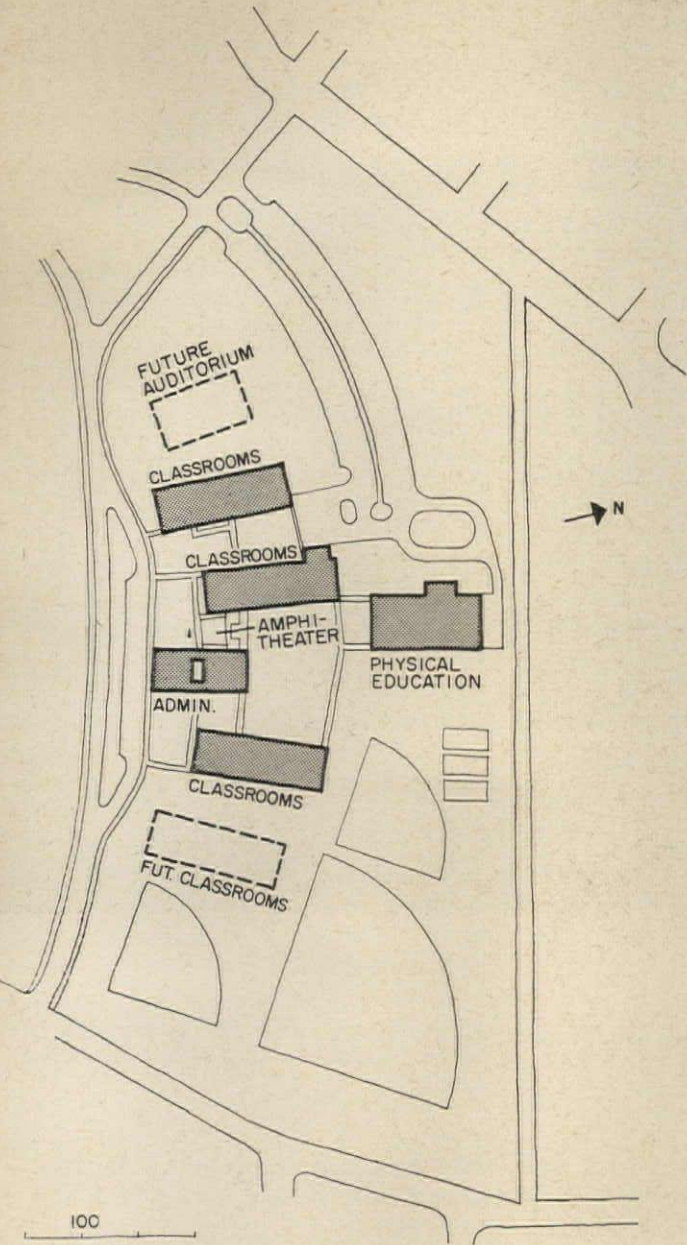 FUTURE
AUDITORIUM
CLASSROOMS
N
CLASSROOMS
AMPHI-
THEATER
PHYSICAL
EDUCATION
ADMIN.
CLASSROOMS
FUT. CLASSROOMS
100